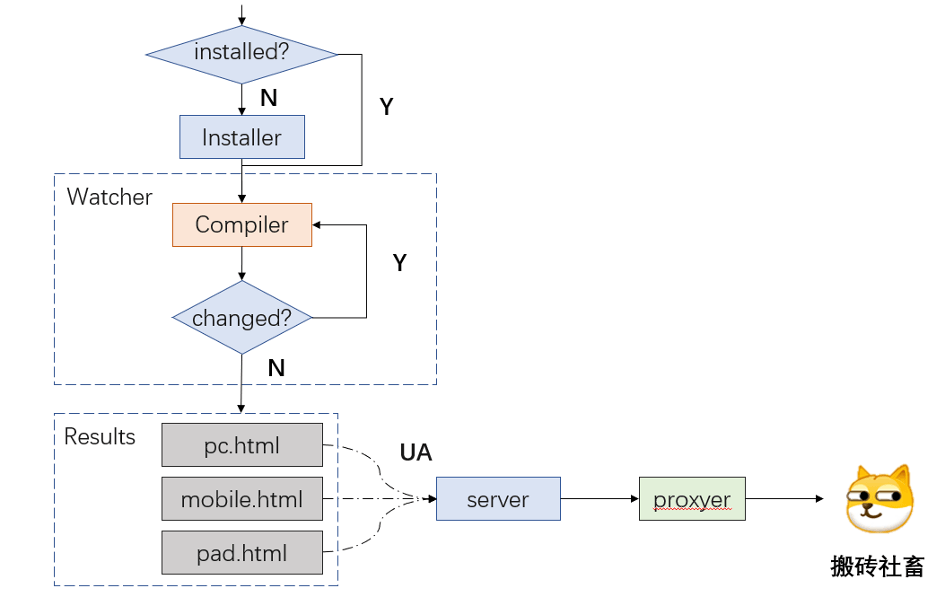 installed?
N
Y
Installer
Watcher
Compiler
Y
changed?
N
Results
pc.html
UA
mobile.html
server
proxyer
pad.html
搬砖社畜